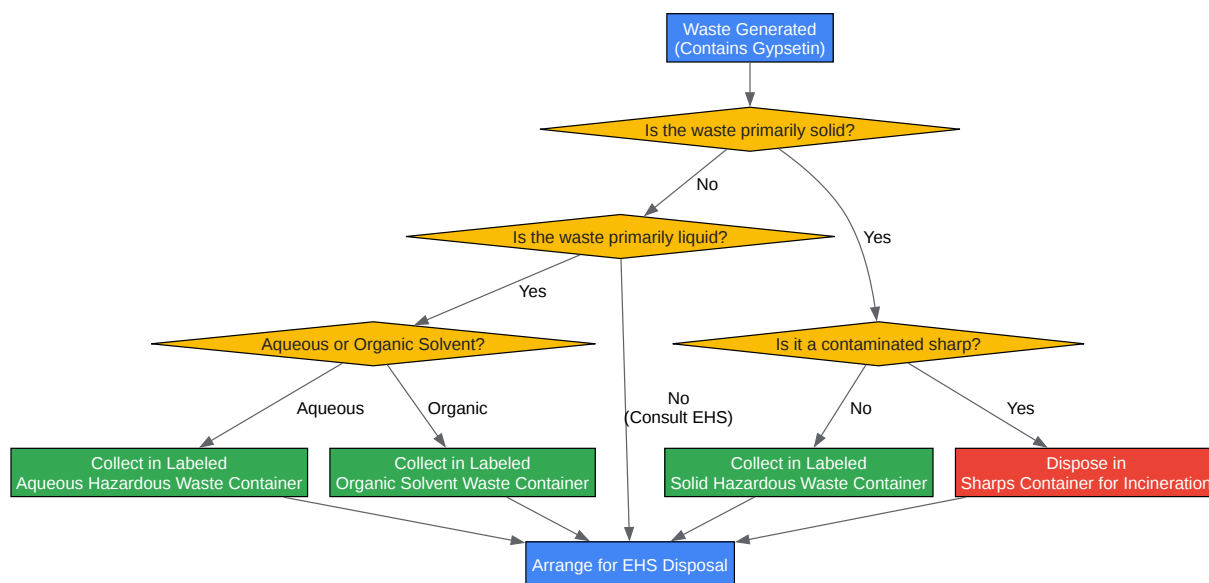 Waste Generated
(Contains Gypsetin)
Is the waste primarily solid?
No
Yes
Is the waste primarily liquid?
Yes
No
(Consult EHS)
Aqueous or Organic Solvent?
Is it a contaminated sharp?
Aqueous
Organic
No
Yes
Collect in Labeled
Aqueous Hazardous Waste Container
Collect in Labeled
Organic Solvent Waste Container
Collect in Labeled
Solid Hazardous Waste Container
Dispose in
Sharps Container for Incineration
Arrange for EHS Disposal